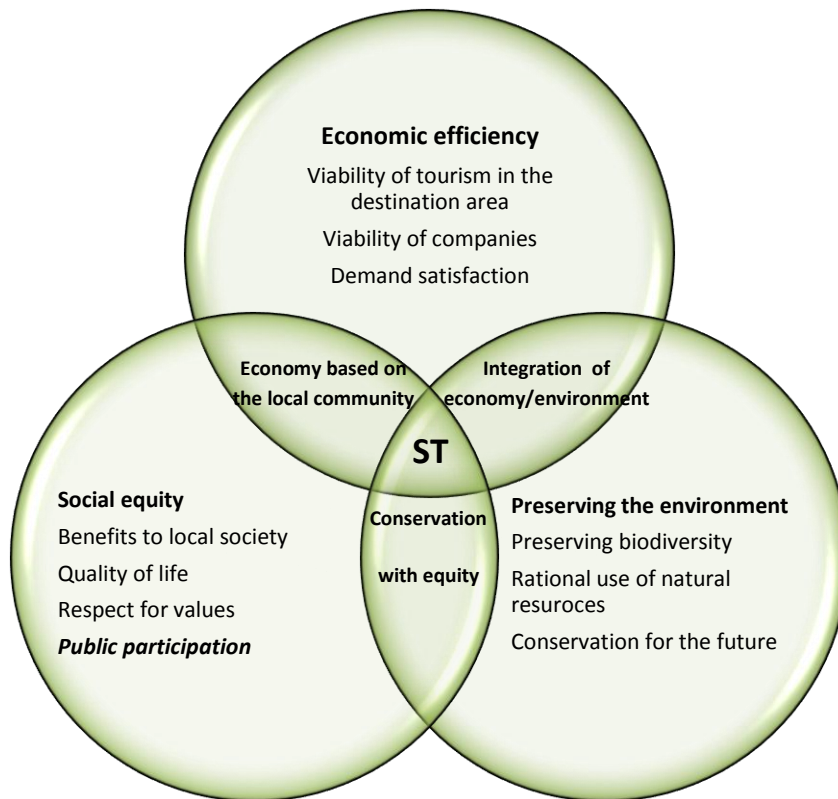 Economic efficiency
Viability of tourism in the
destination area
Viability of companies
Demand satisfaction
Economy based on
the local community
Integration of
economy/environment
ST
Social equity
Benefits to local society
Quality of life
Respect for values
Public participation
Conservation
with equity
Preserving the environment
Preserving biodiversity
Rational use of natural
resuroces
Conservation for the future